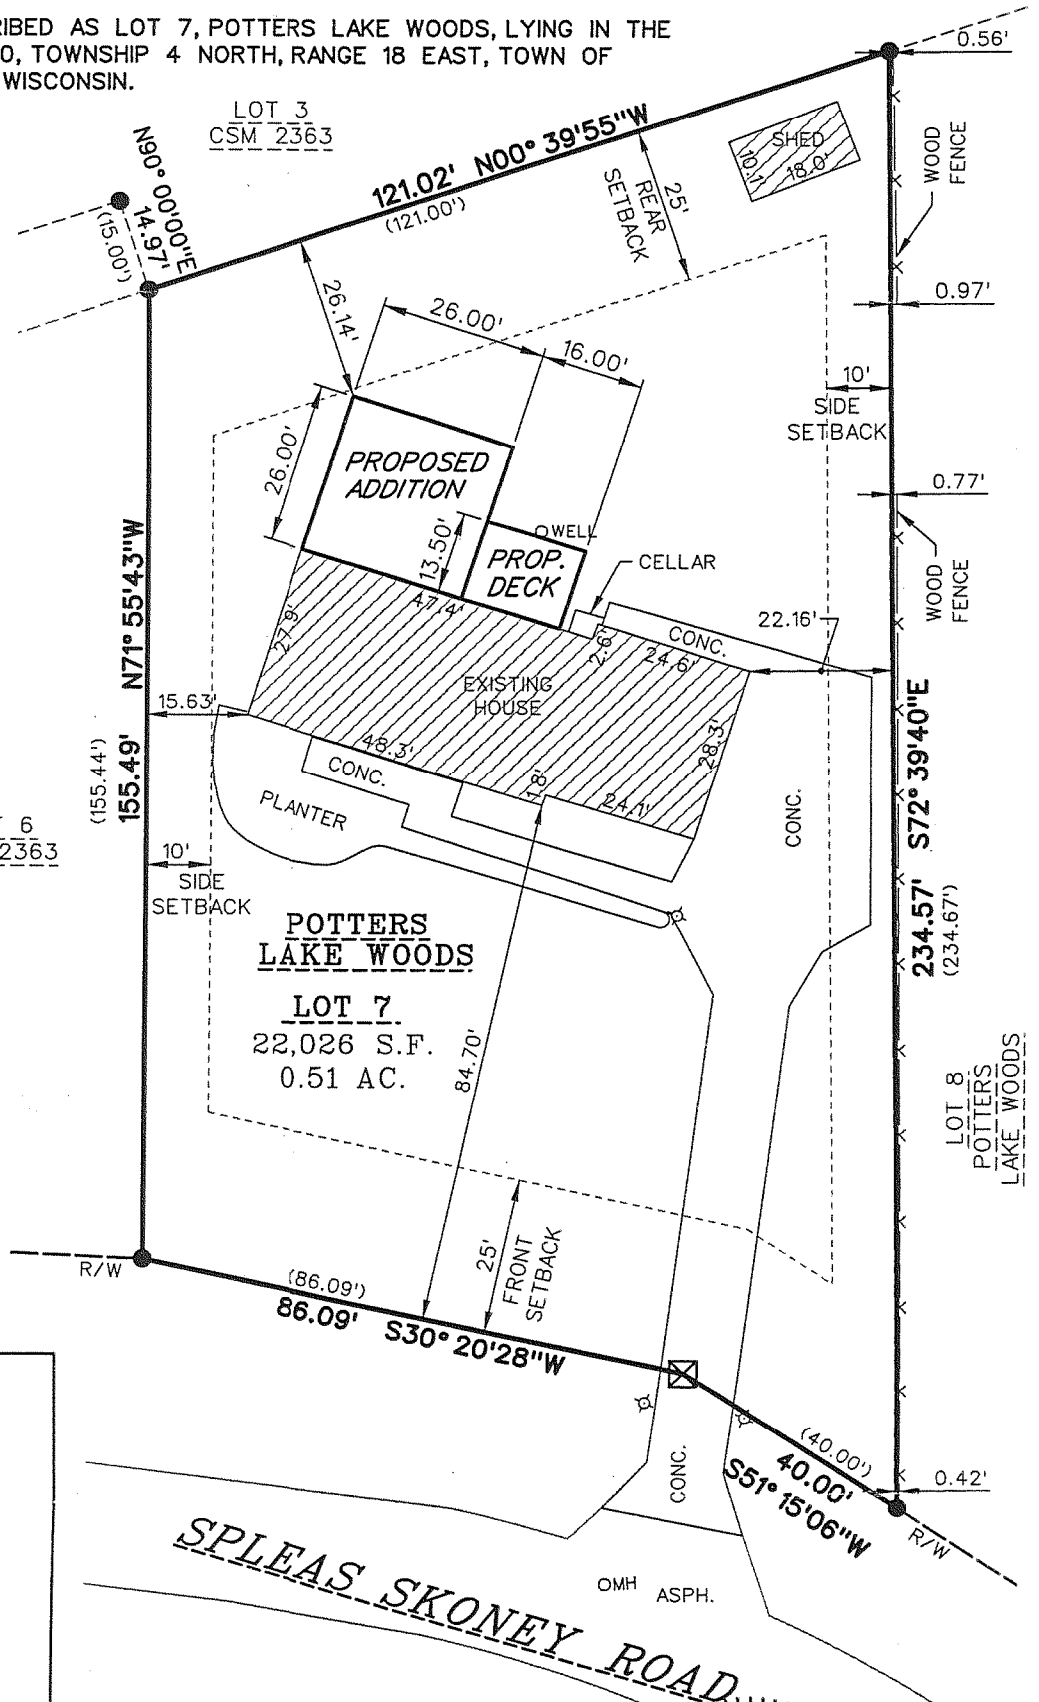 RIBED AS LOT 7, POTTERS LAKE WOODS, LYING IN THE
0, TOWNSHIP 4 NORTH, RANGE 18 EAST, TOWN OF
WISCONSIN.
0.56'
LOT 3
CSM 2363
N90° 00'00"E
14.97'
(15.00')
121.02' N00° 39'55"W
(121.00')
25'
REAR
SETBACK
SHED
10.1
18.0'
WOOD
FENCE
26.14'
26.00'
16.00'
0.97'
10'
SIDE
SETBACK
26.00'
PROPOSED
ADDITION
0.77'
13.50'
WELL
PROP.
DECK
CELLAR
WOOD
FENCE
22.16'
47.4'
27.9'
2.6'
CONC.
24.6'
N71° 55'43"W
155.49'
(155.44')
15.63'
EXISTING
HOUSE
28.3'
48.3'
CONC.
1.8'
24.1'
PLANTER
CONC.
S72° 39'40"E
234.57'
(234.67')
6
2363
10'
SIDE
SETBACK
POTTERS
LAKE WOODS
LOT 7
22,026 S.F.
0.51 AC.
84.70'
LOT 8
POTTERS
LAKE WOODS
25'
FRONT
SETBACK
R/W
(86.09')
86.09' S30° 20'28"W
(40.00')
40.00'
S51° 15'06"W
CONC.
0.42'
R/W
OMH ASPH.
SPLEAS SKONEY ROAD